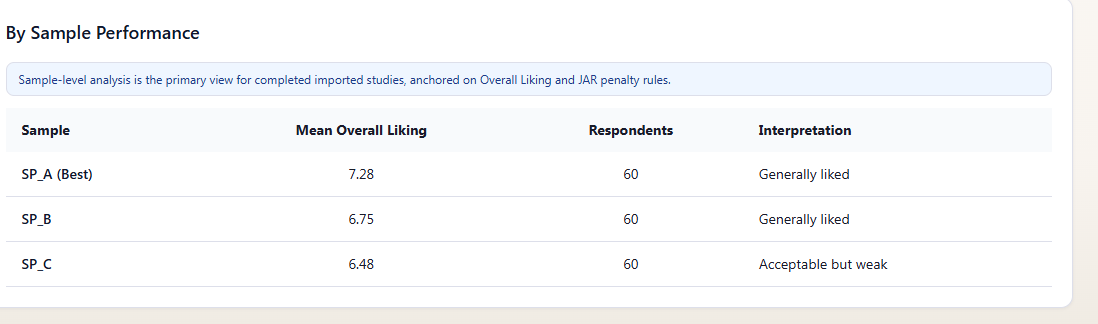 By Sample Performance
Sample-level analysis is the primary view for completed imported studies, anchored on Overall Liking and JAR penalty rules.
Sample Mean Overall Liking Respondents Interpretation
SP_A (Best) 7.28 60 Generally liked
SP_B 6.75 60 Generally liked
SP_C 6.48 60 Acceptable but weak